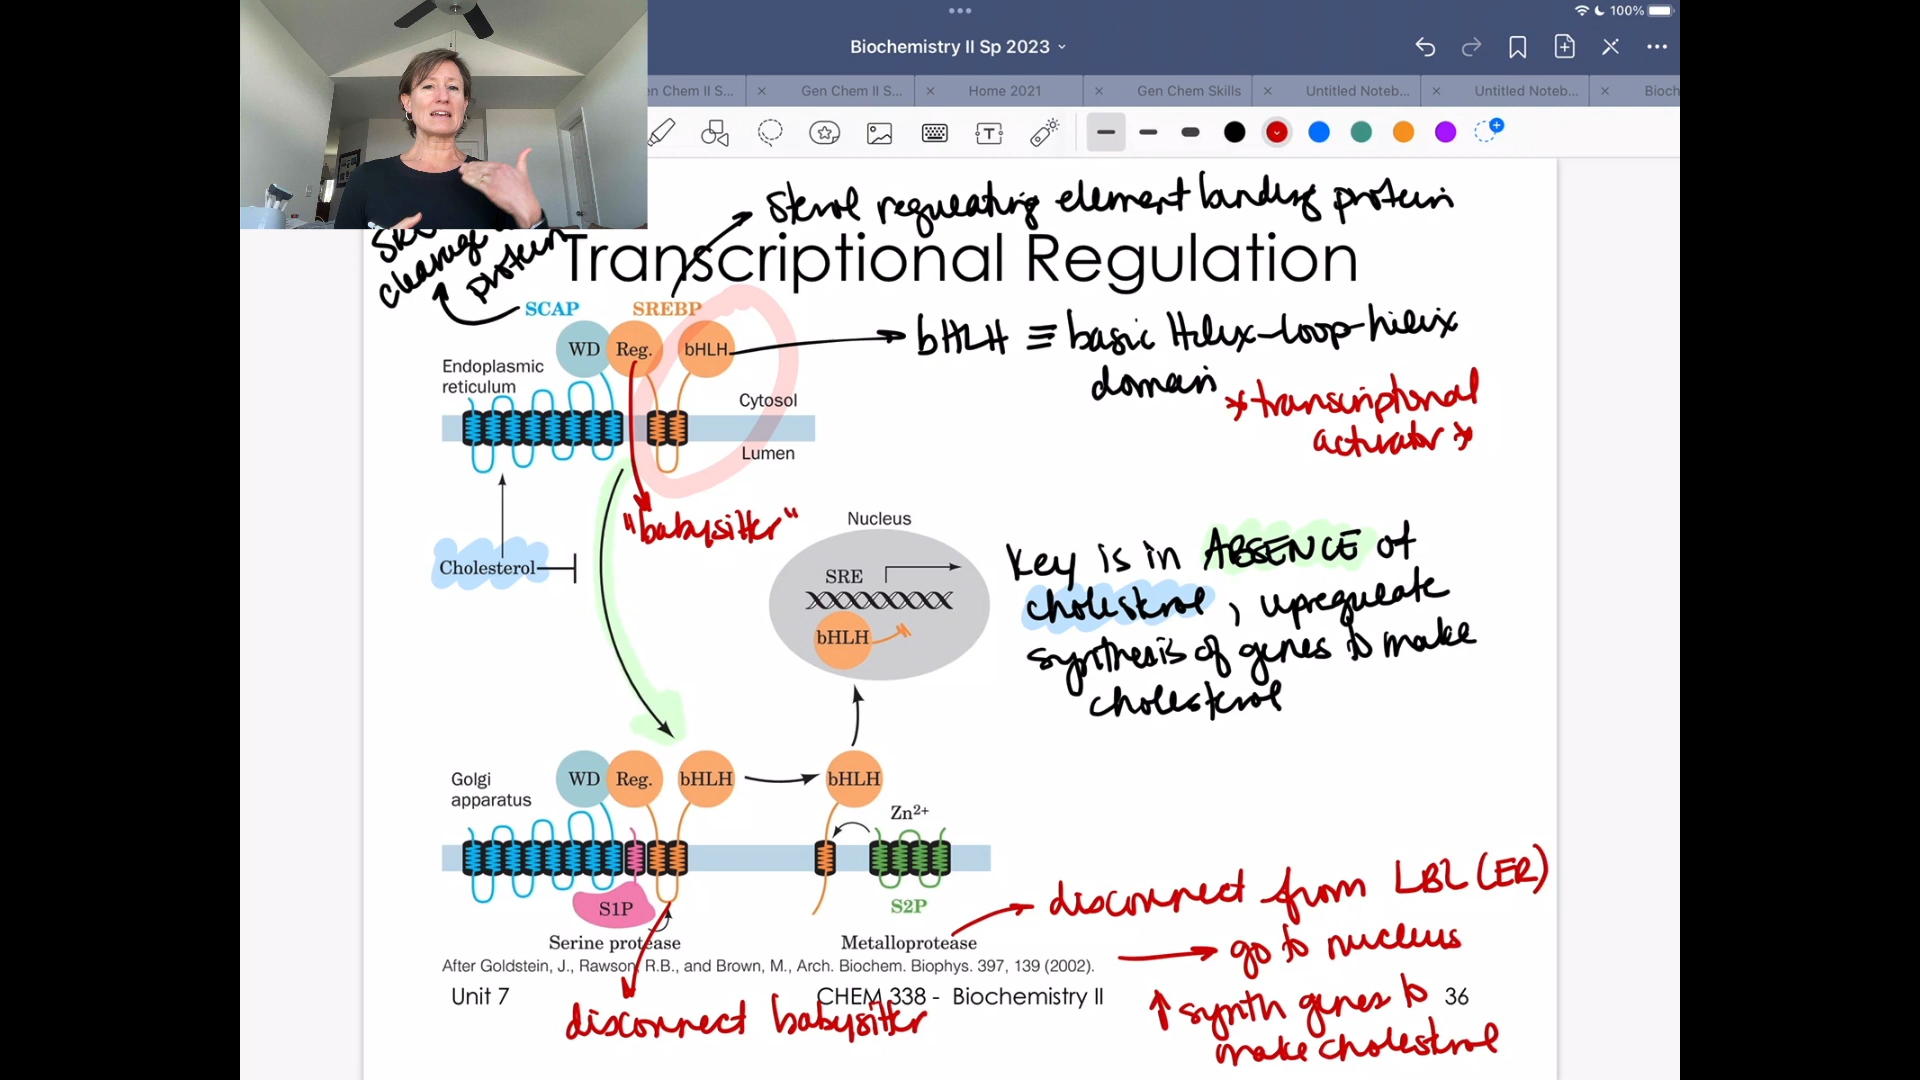 100%
Biochemistry II Sp 2023
en Chem II S...
Gen Chem II S...
Home 2021
Gen Chem Skills
Untitled Noteb...
Untitled Noteb...
Bioch
T
Sterol regulating element banding protein
cleavage
protein
Transcriptional Regulation
SCAP
SREBP
WD
Reg.
bHLH
bHLH ≡ basic Helix-loop-helix
domain
*transcriptional
activator*
Endoplasmic
reticulum
Cytosol
Lumen
"babysitter"
Cholesterol
Nucleus
SRE
bHLH
Key is in ABSENCE of
cholesterol, upregulate
synthesis of genes to make
cholesterol
Golgi
apparatus
WD
Reg.
bHLH
bHLH
Zn2+
S1P
S2P
Serine protease
Metalloprotease
disconnect from LBL (ER)
→ go to nucleus
↑ synth genes to
make cholesterol
After Goldstein, J., Rawson, R.B., and Brown, M., Arch. Biochem. Biophys. 397, 139 (2002).
Unit 7
CHEM 338 - Biochemistry II
36
disconnect babysitter